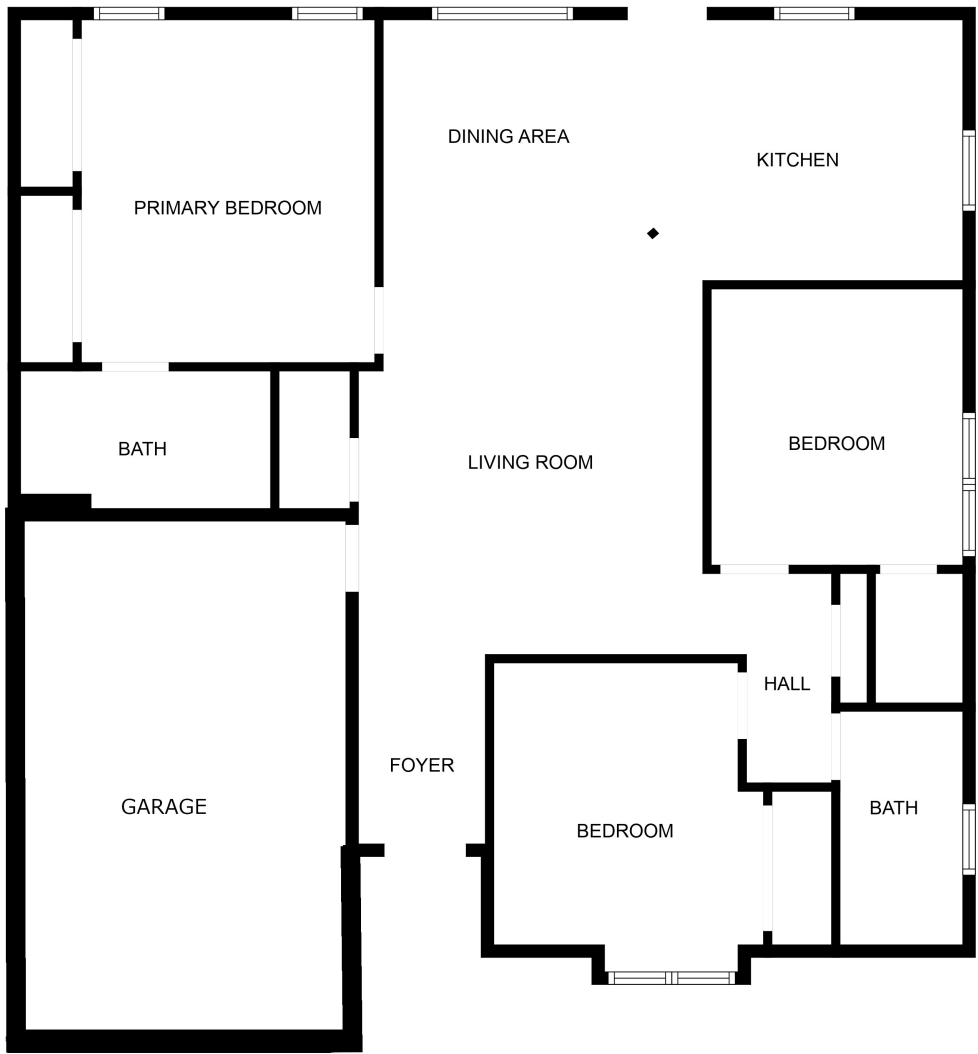 DINING AREA
KITCHEN
PRIMARY BEDROOM
BEDROOM
BATH
LIVING ROOM
HALL
FOYER
GARAGE
BATH
BEDROOM